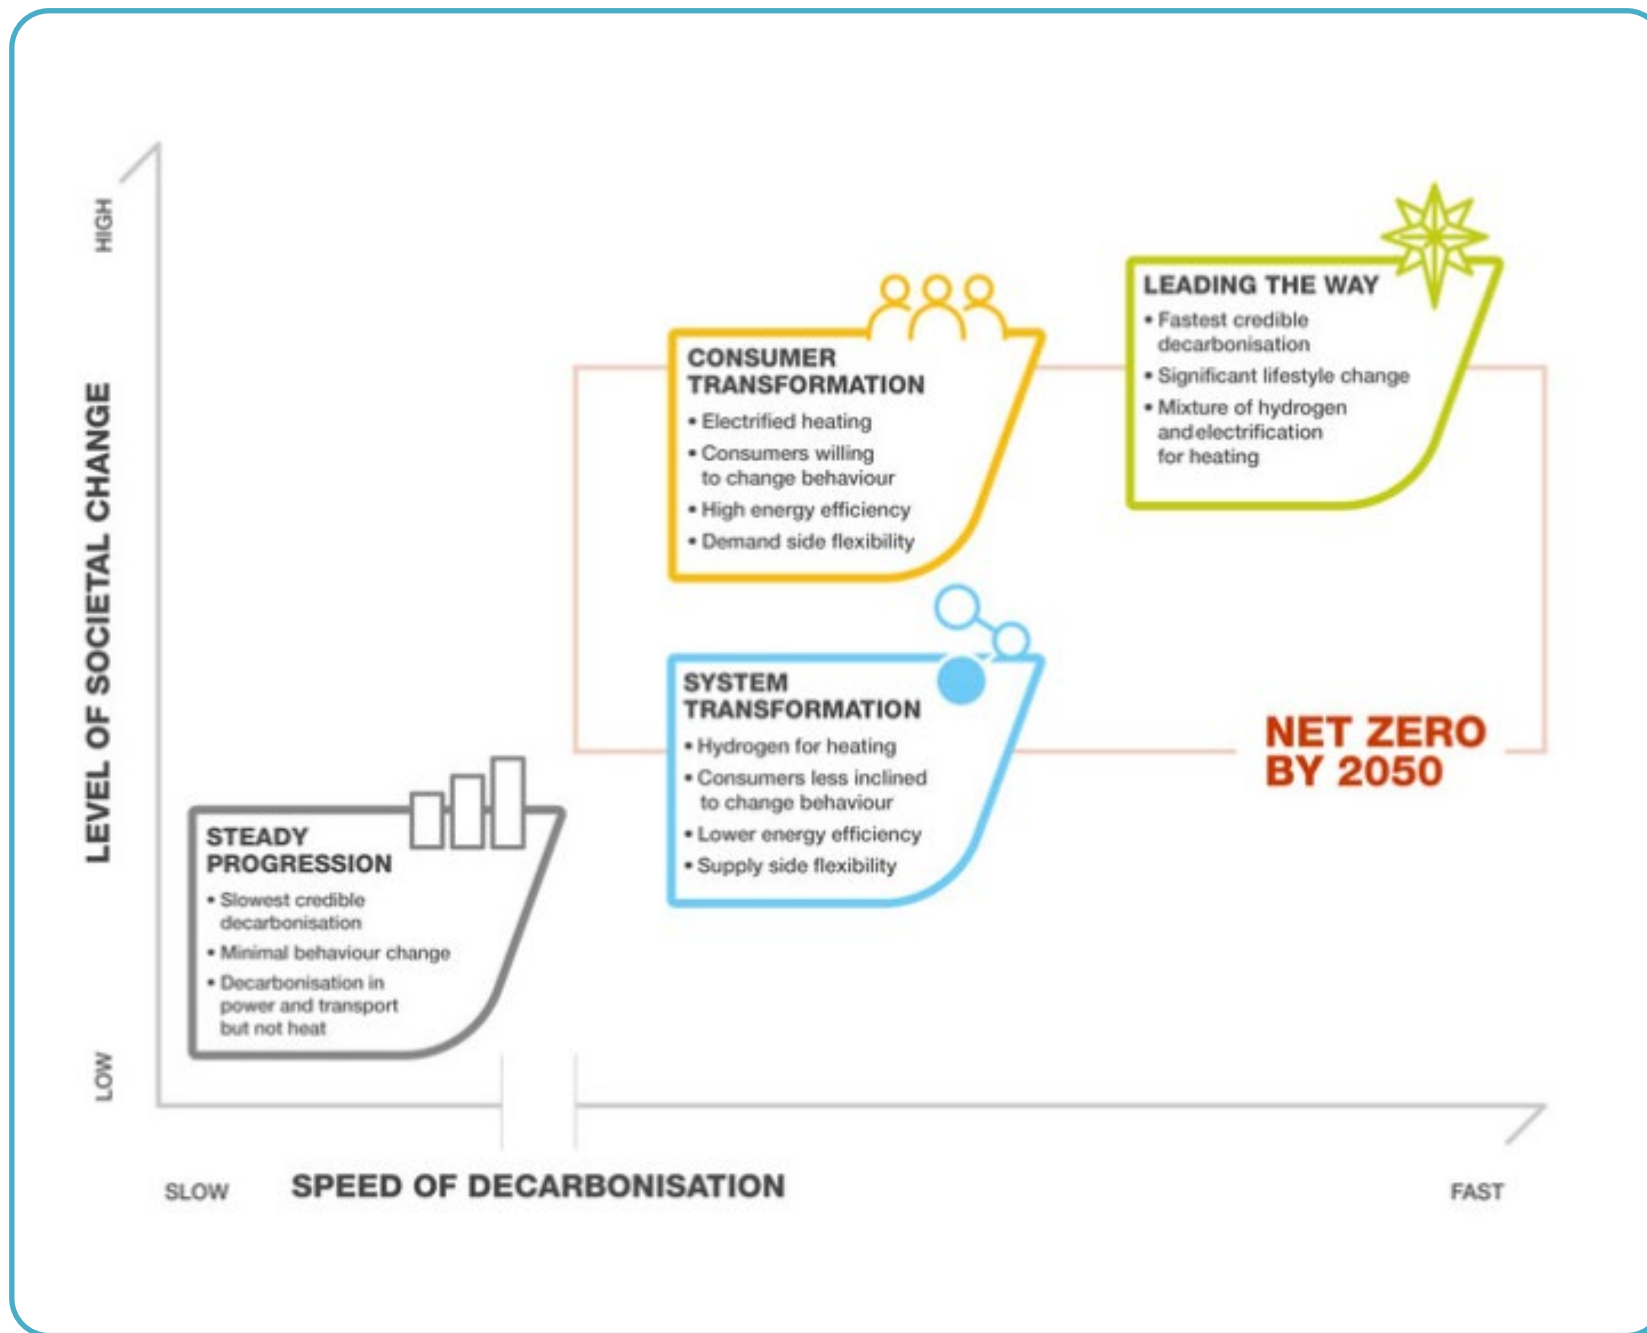 HIGH
LEVEL OF SOCIETAL CHANGE
LOW
LEADING THE WAY
• Fastest credible
decarbonisation
• Significant lifestyle change
• Mixture of hydrogen
and electrification
for heating
CONSUMER
TRANSFORMATION
• Electrified heating
• Consumers willing
to change behaviour
• High energy efficiency
• Demand side flexibility
SYSTEM
TRANSFORMATION
• Hydrogen for heating
• Consumers less inclined
to change behaviour
• Lower energy efficiency
• Supply side flexibility
NET ZERO
BY 2050
STEADY
PROGRESSION
• Slowest credible
decarbonisation
• Minimal behaviour change
• Decarbonisation in
power and transport
but not heat
SLOW
SPEED OF DECARBONISATION
FAST